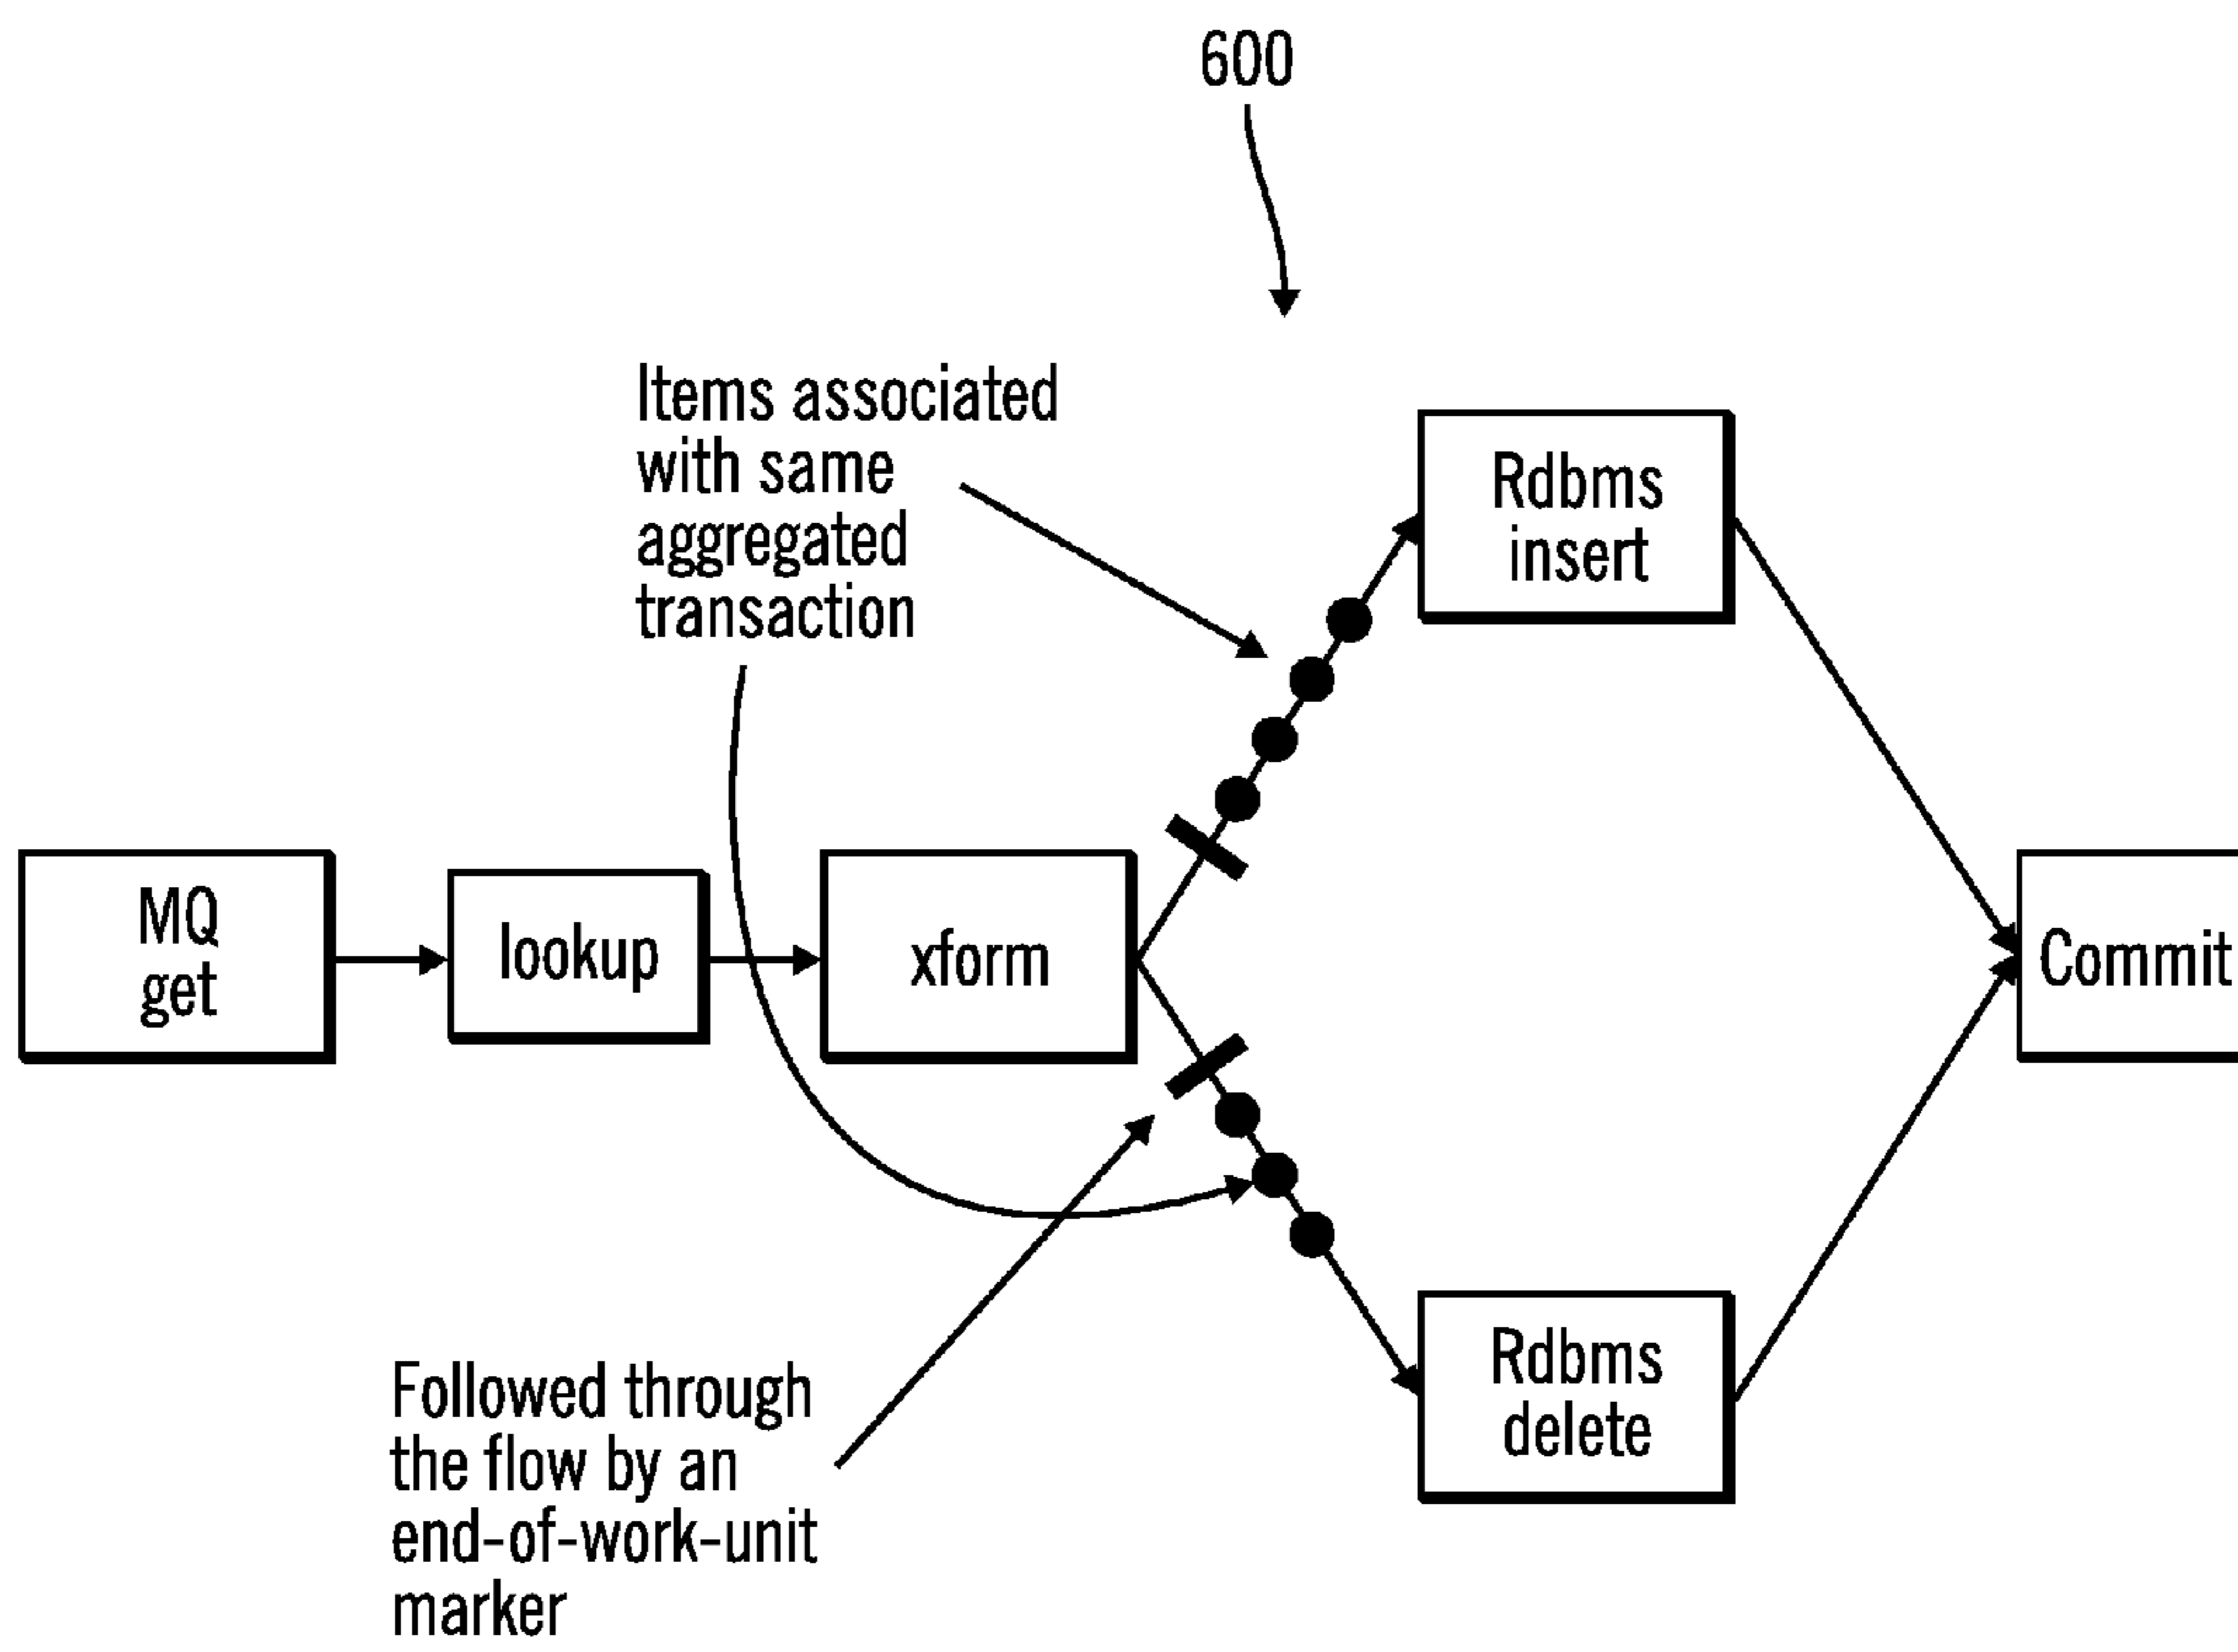 600
Items associated
with same
aggregated
transaction
Rdbms
insert
MQ
get
lookup
xform
Commit
Rdbms
delete
Followed through
the flow by an
end-of-work-unit
marker